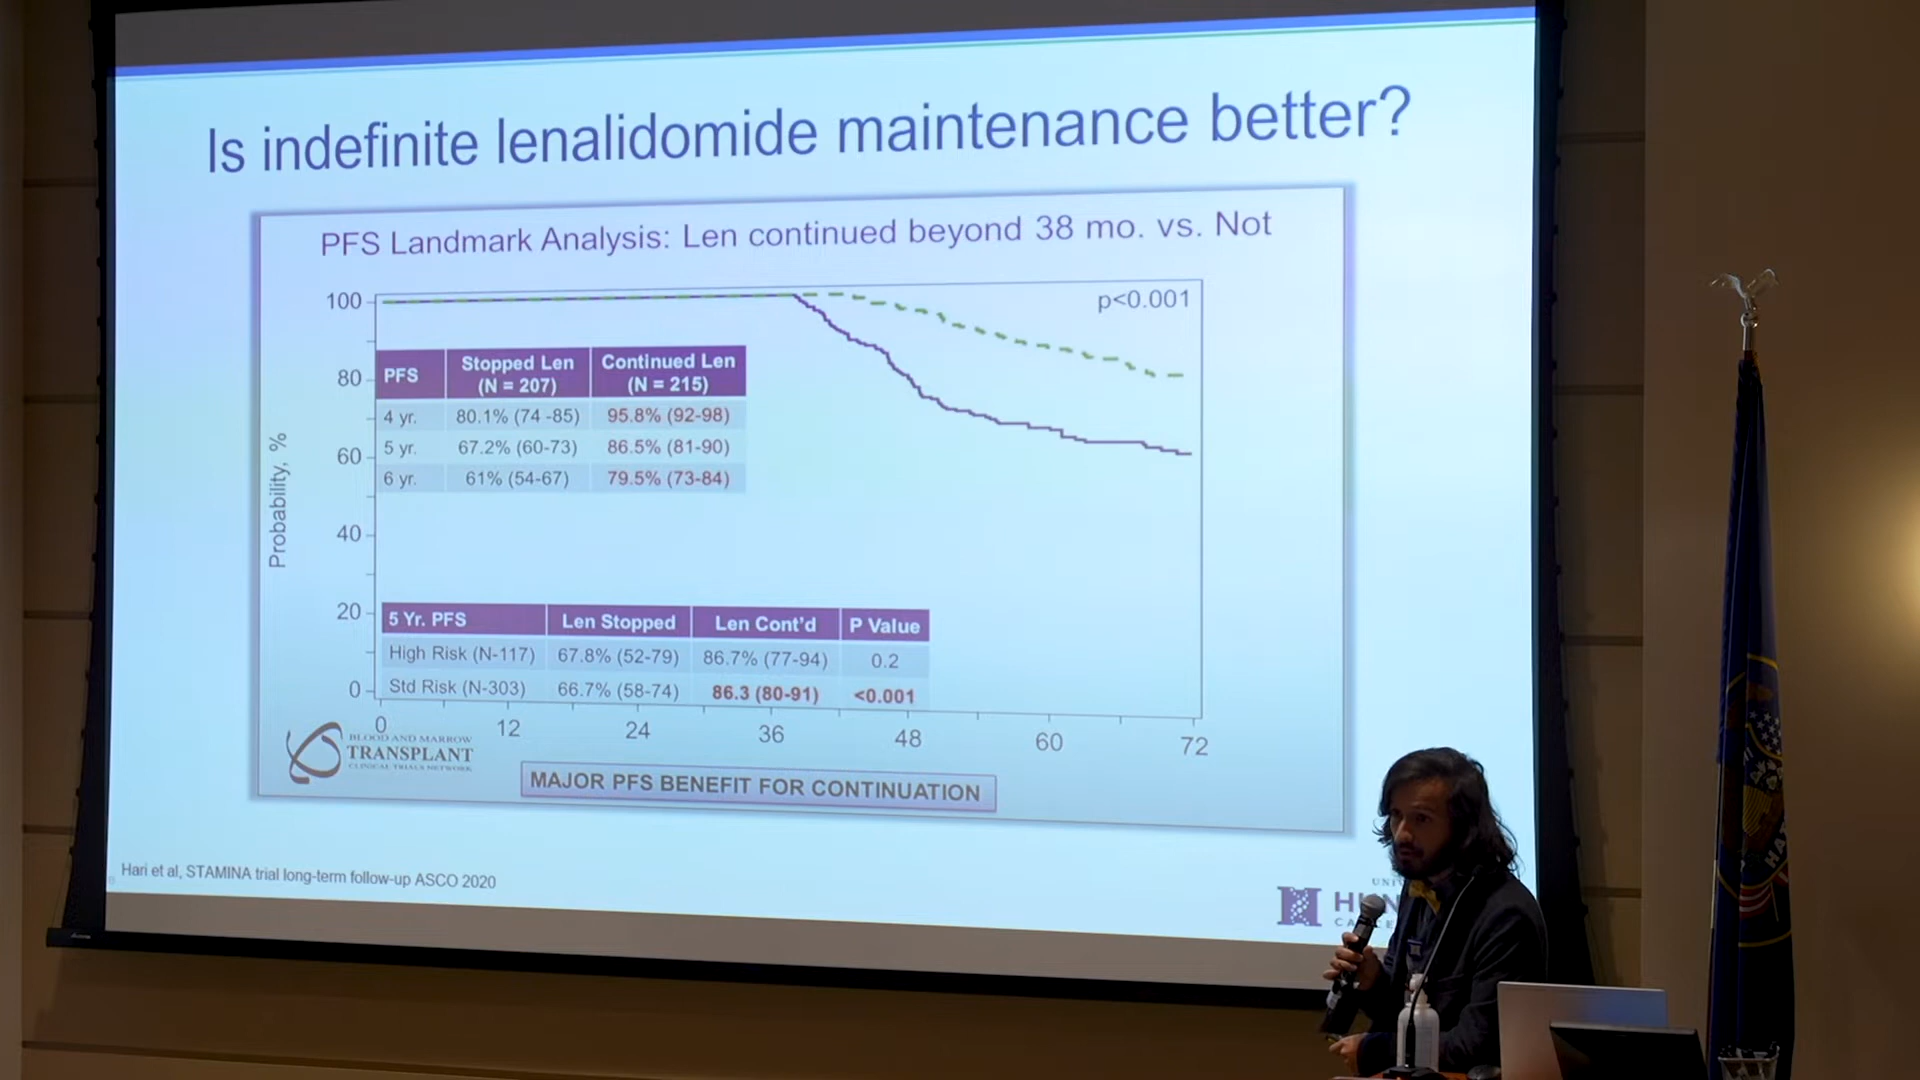 Is indefinite lenalidomide maintenance better?
PFS Landmark Analysis: Len continued beyond 38 mo. vs. Not
p<0.001
Probability, %
100
80
60
40
20
0
PFS Stopped Len (N = 207) Continued Len (N = 215)
4 yr. 80.1% (74 -85) 95.8% (92-98)
5 yr. 67.2% (60-73) 86.5% (81-90)
6 yr. 61% (54-67) 79.5% (73-84)
5 Yr. PFS Len Stopped Len Cont'd P Value
High Risk (N-117) 67.8% (52-79) 86.7% (77-94) 0.2
Std Risk (N-303) 66.7% (58-74) 86.3 (80-91) <0.001
0 12 24 36 48 60 72
BLOOD AND MARROW
TRANSPLANT
CLINICAL TRIALS NETWORK
MAJOR PFS BENEFIT FOR CONTINUATION
Hari et al, STAMINA trial long-term follow-up ASCO 2020